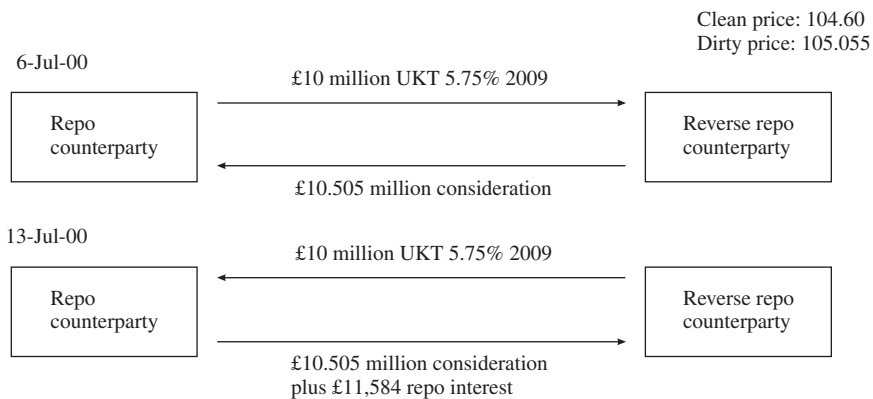 Clean price: 104.60
Dirty price: 105.055
6-Jul-00
£10 million UKT 5.75% 2009
Repo
counterparty
Reverse repo
counterparty
£10.505 million consideration
13-Jul-00
£10 million UKT 5.75% 2009
Repo
counterparty
Reverse repo
counterparty
£10.505 million consideration
plus £11,584 repo interest